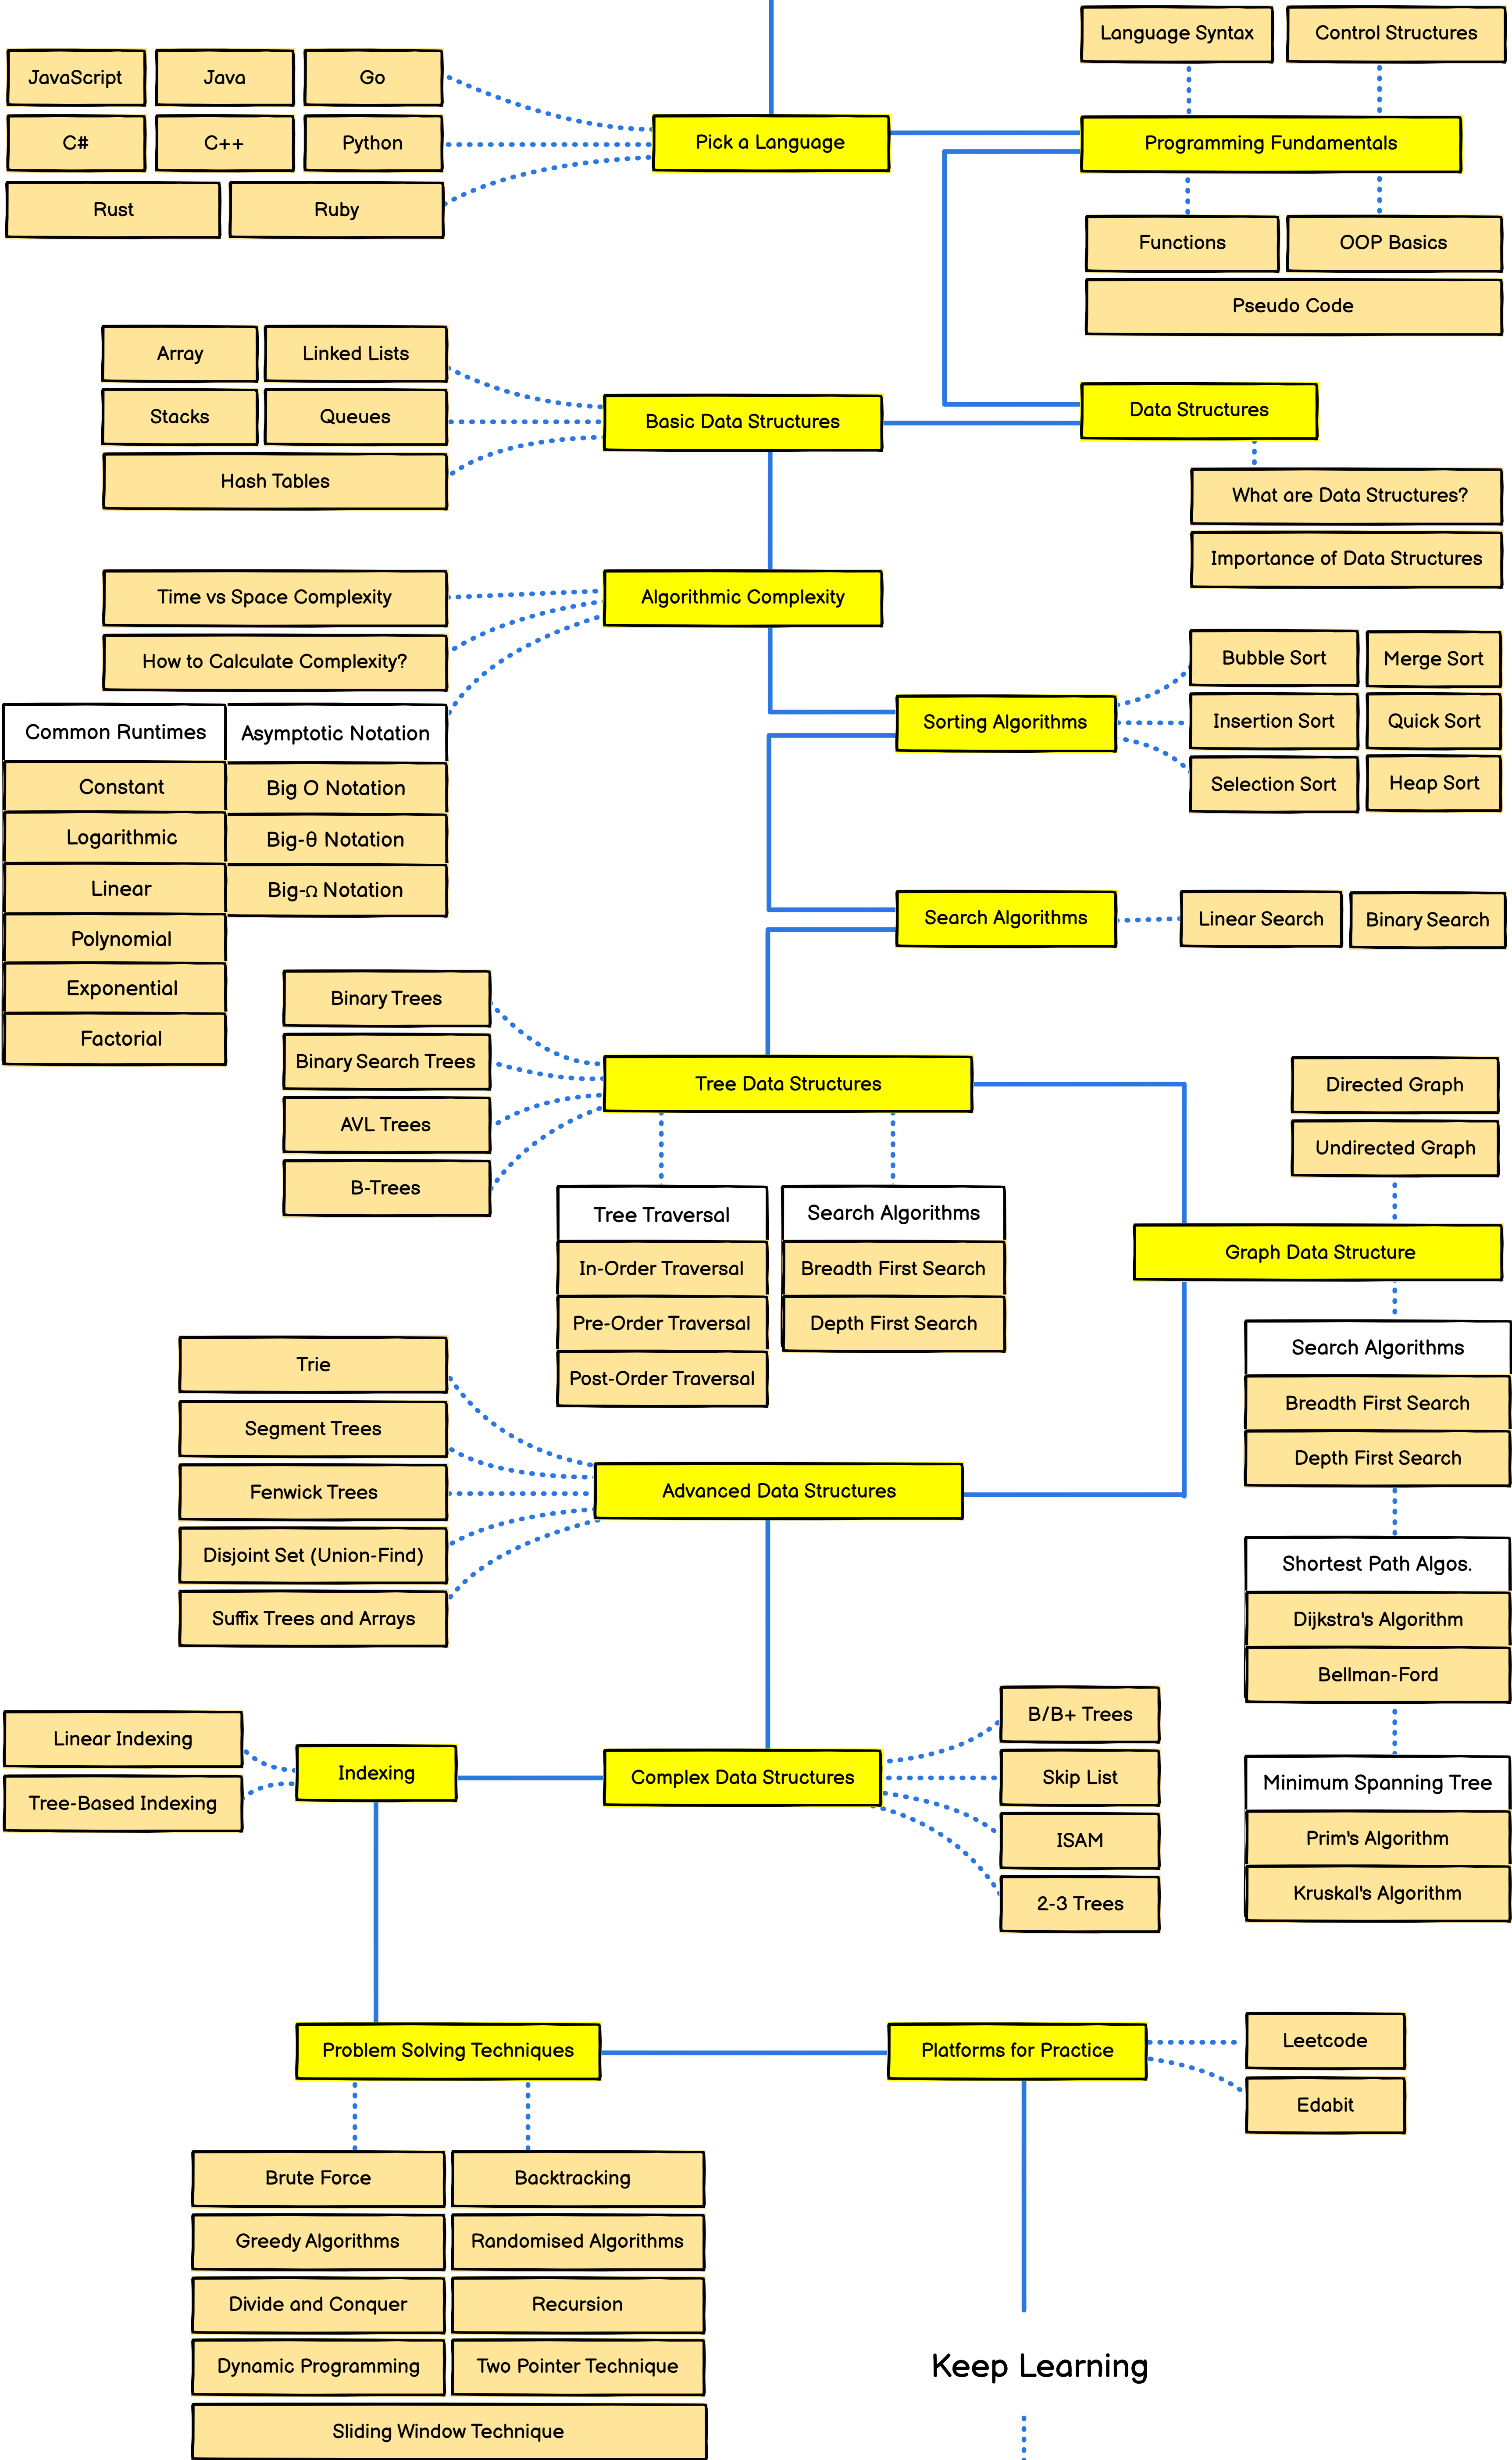 Language Syntax
Control Structures
JavaScript
Java
Go
C#
C++
Python
Rust
Ruby
Pick a Language
Programming Fundamentals
Functions
OOP Basics
Pseudo Code
Array
Linked Lists
Stacks
Queues
Hash Tables
Basic Data Structures
Data Structures
What are Data Structures?
Importance of Data Structures
Time vs Space Complexity
How to Calculate Complexity?
Algorithmic Complexity
Common Runtimes
Constant
Logarithmic
Linear
Polynomial
Exponential
Factorial
Asymptotic Notation
Big O Notation
Big-θ Notation
Big-Ω Notation
Sorting Algorithms
Bubble Sort
Merge Sort
Insertion Sort
Quick Sort
Selection Sort
Heap Sort
Search Algorithms
Linear Search
Binary Search
Binary Trees
Binary Search Trees
AVL Trees
B-Trees
Tree Data Structures
Tree Traversal
In-Order Traversal
Pre-Order Traversal
Post-Order Traversal
Search Algorithms
Breadth First Search
Depth First Search
Directed Graph
Undirected Graph
Graph Data Structure
Search Algorithms
Breadth First Search
Depth First Search
Shortest Path Algos.
Dijkstra's Algorithm
Bellman-Ford
Minimum Spanning Tree
Prim's Algorithm
Kruskal's Algorithm
Trie
Segment Trees
Fenwick Trees
Disjoint Set (Union-Find)
Suffix Trees and Arrays
Advanced Data Structures
Linear Indexing
Tree-Based Indexing
Indexing
Complex Data Structures
B/B+ Trees
Skip List
ISAM
2-3 Trees
Problem Solving Techniques
Platforms for Practice
Leetcode
Edabit
Brute Force
Backtracking
Greedy Algorithms
Randomised Algorithms
Divide and Conquer
Recursion
Dynamic Programming
Two Pointer Technique
Sliding Window Technique
Keep Learning